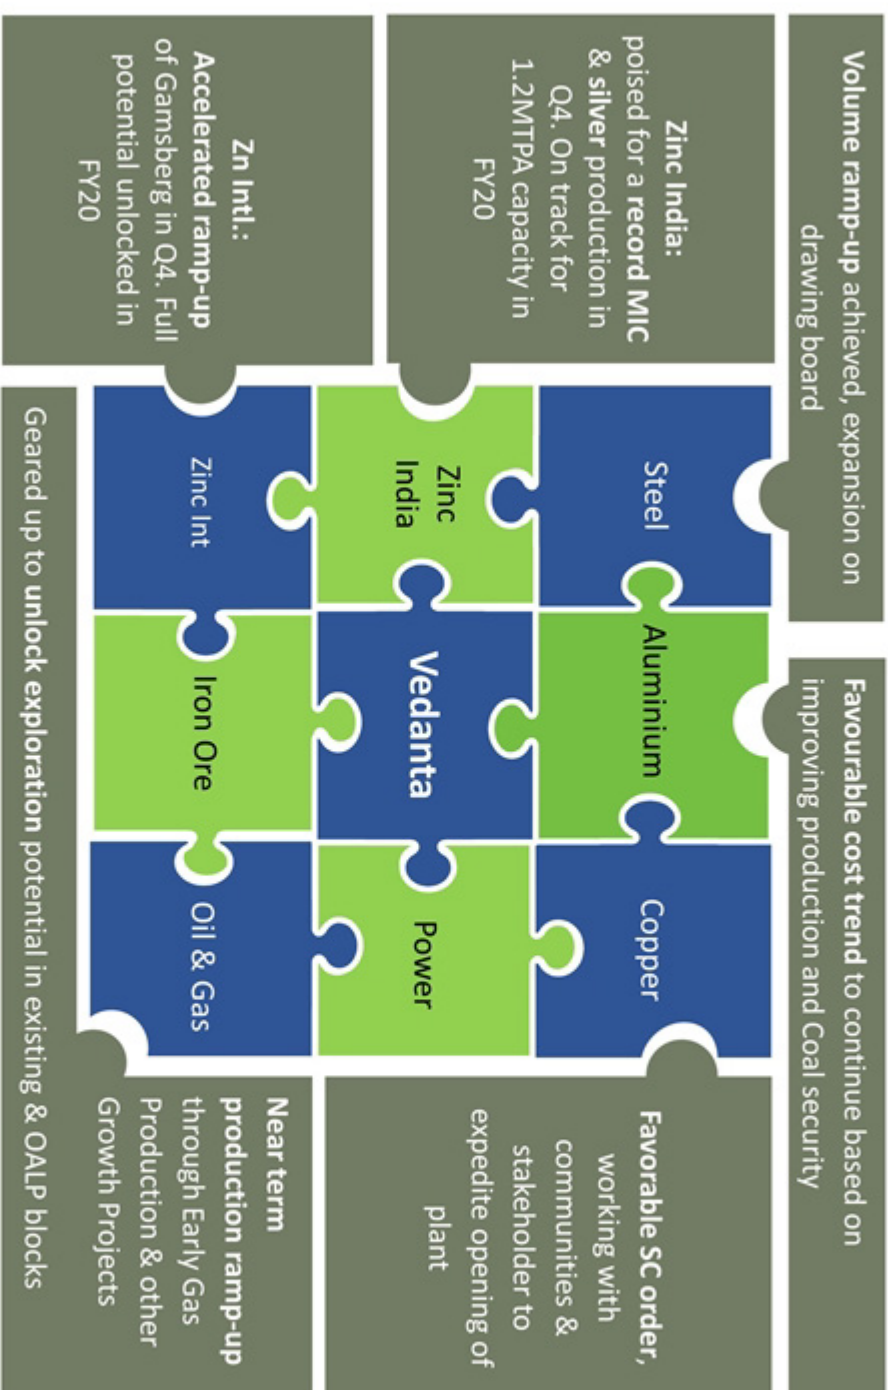 Volume ramp-up achieved, expansion on
drawing board
Favourable cost trend to continue based on
improving production and Coal security
Zinc India:
poised for a record MIC
& silver production in
Q4. On track for
1.2MTPA capacity in
FY20
Steel
Aluminium
Copper
Favorable SC order,
working with
communities &
stakeholder to
expedite opening of
plant
Zinc
India
Vedanta
Power
Zn Intl.:
Accelerated ramp-up
of Gamsberg in Q4. Full
potential unlocked in
FY20
Zinc Int
Iron Ore
Oil & Gas
Near term
production ramp-up
through Early Gas
Production & other
Growth Projects
Geared up to unlock exploration potential in existing & OALP blocks